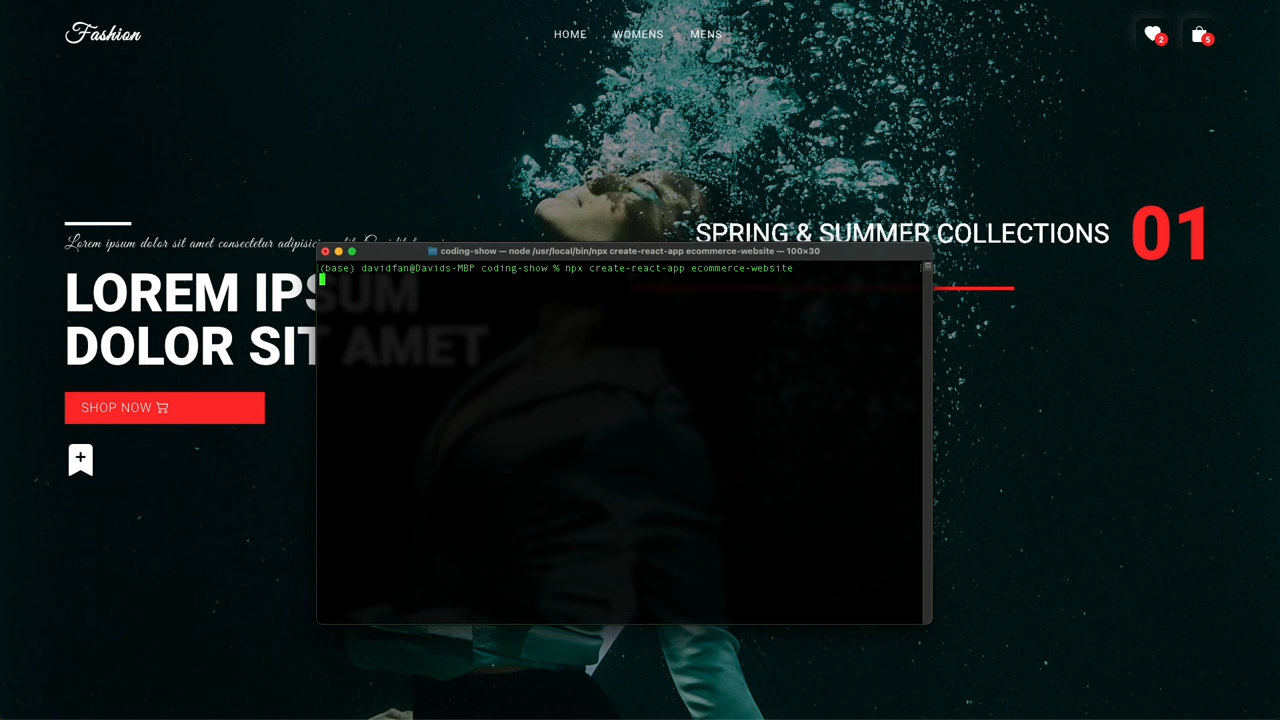 Fashion
HOME WOMENS MENS
2
5
SPRING & SUMMER COLLECTIONS
01
Lorem ipsum dolor sit amet consectetur
LOREM IPSUM
DOLOR SIT AMET
SHOP NOW
coding-show — node /usr/local/bin/npx create-react-app ecommerce-website — 100×30
(base) davidfan@Davids-MBP coding-show % npx create-react-app ecommerce-website